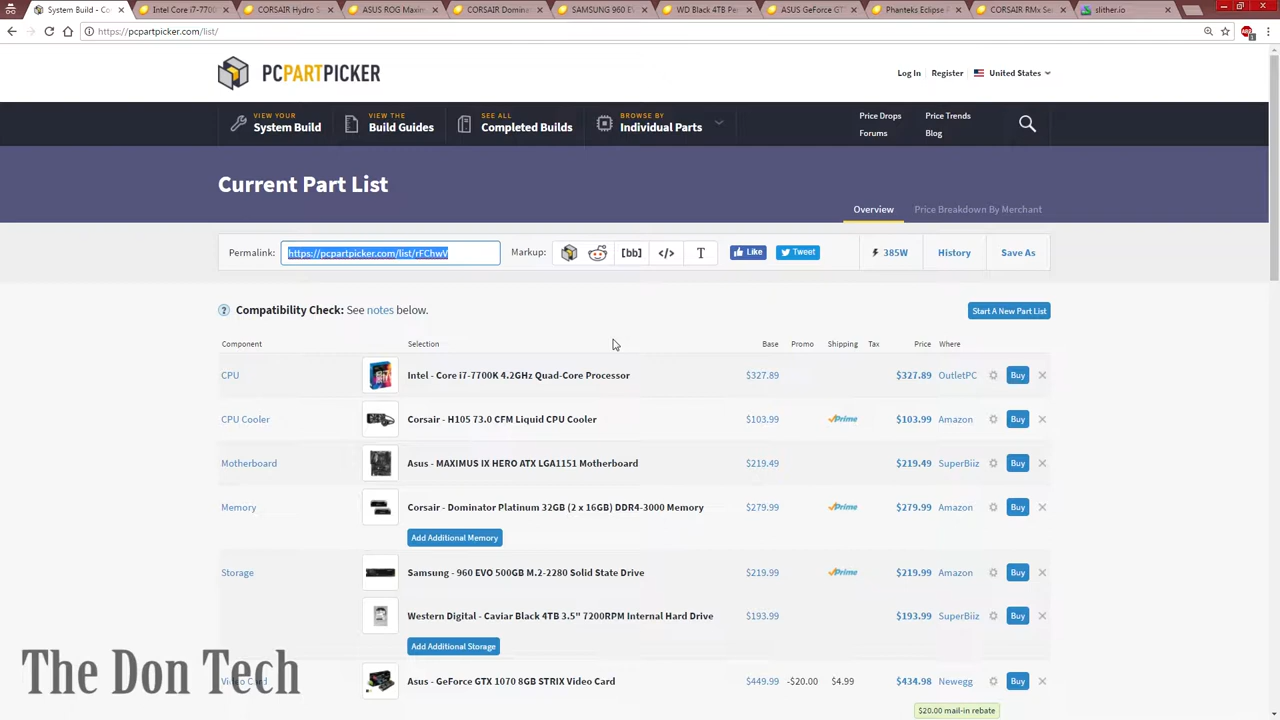 System Build - Co
Intel Core i7-7700
CORSAIR Hydro S
ASUS ROG Maxim
CORSAIR Dominat
SAMSUNG 960 EV
WD Black 4TB Per
ASUS GeForce GT
Phanteks Eclipse
CORSAIR RMx Se
slither.io
https://pcpartpicker.com/list/
PCPARTPICKER
Log In Register United States
VIEW YOUR
System Build
VIEW THE
Build Guides
SEE ALL
Completed Builds
BROWSE BY
Individual Parts
Price Drops Price Trends
Forums Blog
Current Part List
Overview Price Breakdown By Merchant
Permalink: https://pcpartpicker.com/list/rFChwV Markup: [bb] </> T Like Tweet 385W History Save As
? Compatibility Check: See notes below. Start A New Part List
Component Selection Base Promo Shipping Tax Price Where
CPU Intel - Core i7-7700K 4.2GHz Quad-Core Processor $327.89 $327.89 OutletPC Buy
CPU Cooler Corsair - H105 73.0 CFM Liquid CPU Cooler $103.99 Prime $103.99 Amazon Buy
Motherboard Asus - MAXIMUS IX HERO ATX LGA1151 Motherboard $219.49 $219.49 SuperBiiz Buy
Memory Corsair - Dominator Platinum 32GB (2 x 16GB) DDR4-3000 Memory $279.99 Prime $279.99 Amazon Buy
Add Additional Memory
Storage Samsung - 960 EVO 500GB M.2-2280 Solid State Drive $219.99 Prime $219.99 Amazon Buy
Western Digital - Caviar Black 4TB 3.5" 7200RPM Internal Hard Drive $193.99 $193.99 SuperBiiz Buy
Add Additional Storage
Video Card Asus - GeForce GTX 1070 8GB STRIX Video Card $449.99 -$20.00 $4.99 $434.98 Newegg Buy
$20.00 mail-in rebate
The Don Tech